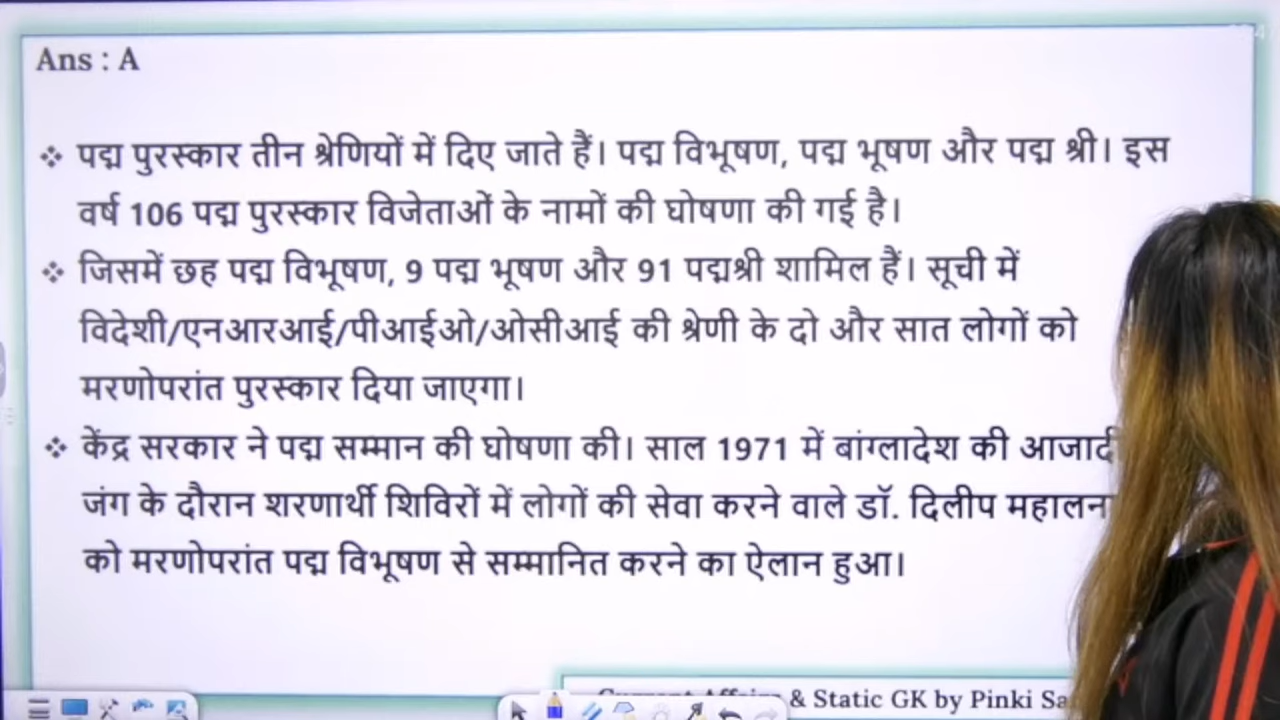 Ans : A
❖ पद्म पुरस्कार तीन श्रेणियों में दिए जाते हैं। पद्म विभूषण, पद्म भूषण और पद्म श्री। इस
वर्ष 106 पद्म पुरस्कार विजेताओं के नामों की घोषणा की गई है।
❖ जिसमें छह पद्म विभूषण, 9 पद्म भूषण और 91 पद्मश्री शामिल हैं। सूची में
विदेशी/एनआरआई/पीआईओ/ओसीआई की श्रेणी के दो और सात लोगों को
मरणोपरांत पुरस्कार दिया जाएगा।
❖ केंद्र सरकार ने पद्म सम्मान की घोषणा की। साल 1971 में बांग्लादेश की
जंग के दौरान शरणार्थी शिविरों में लोगों की सेवा करने वाले डॉ. दिलीप
को मरणोपरांत पद्म विभूषण से सम्मानित करने का ऐलान हुआ।
Current Affairs & Static GK by Pinki